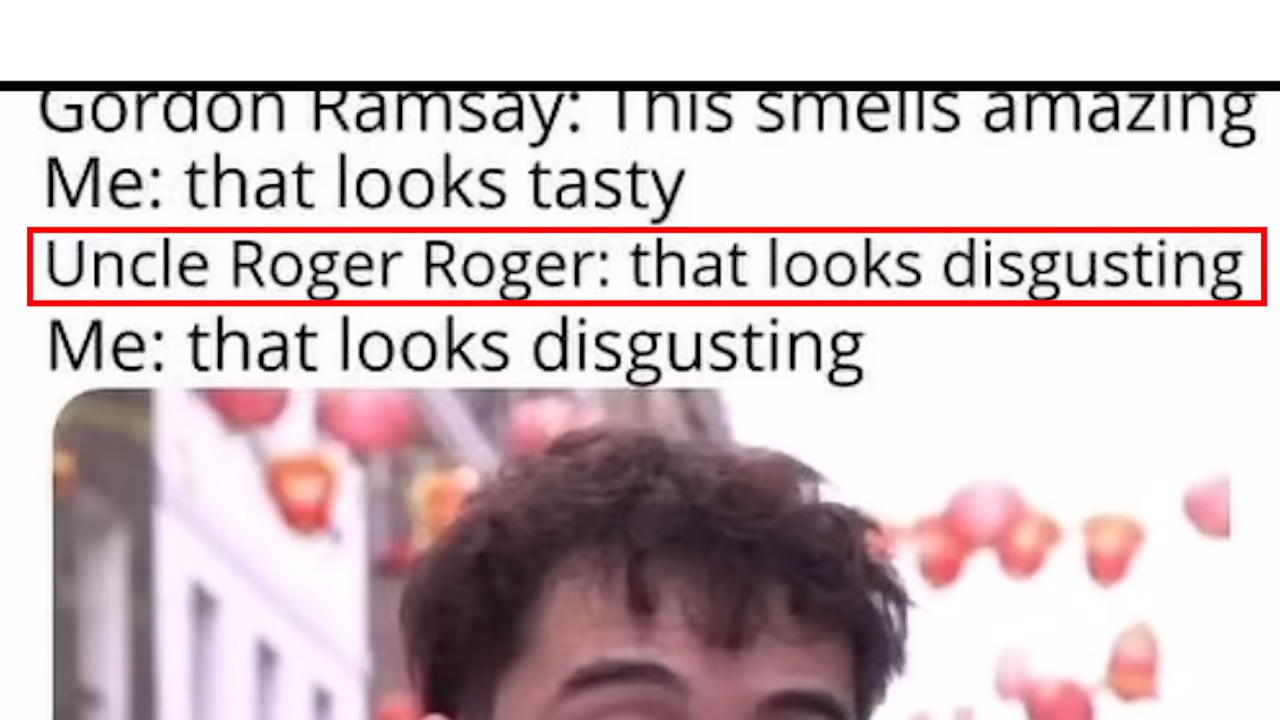 Gordon Ramsay: This smells amazing
Me: that looks tasty
Uncle Roger Roger: that looks disgusting
Me: that looks disgusting